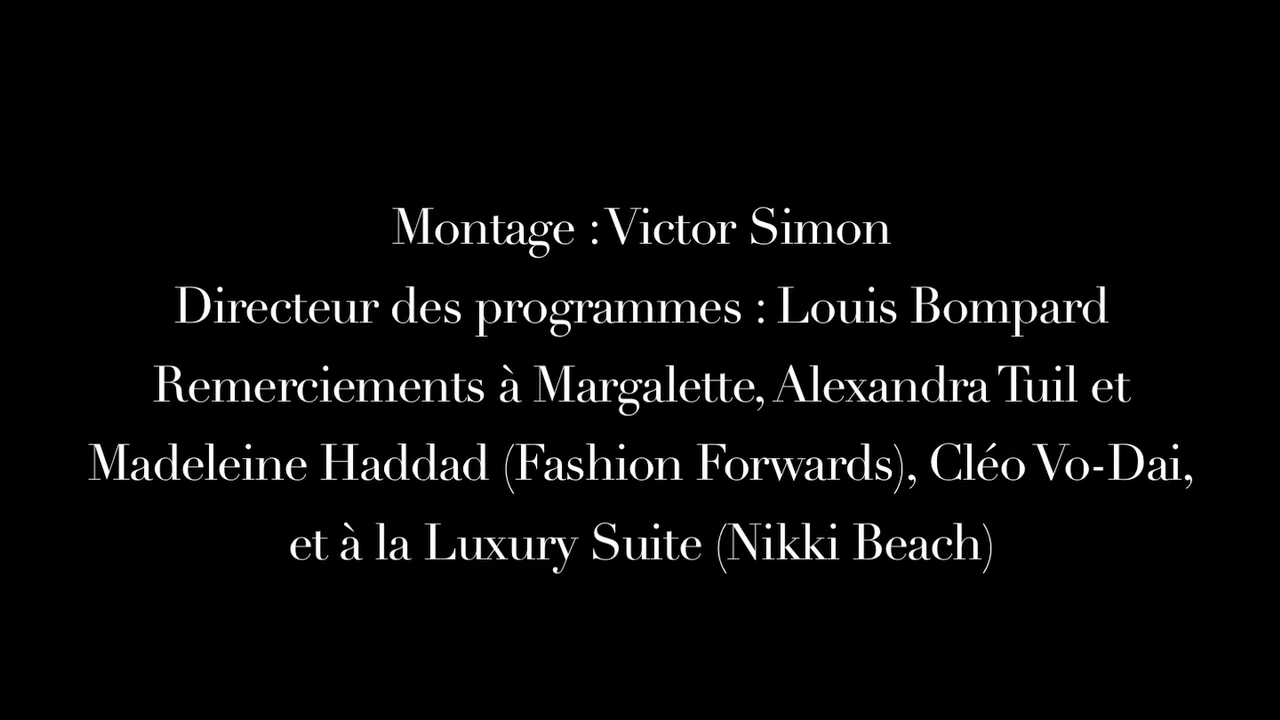 Montage : Victor Simon
Directeur des programmes : Louis Bompard
Remerciements à Margalette, Alexandra Tuil et
Madeleine Haddad (Fashion Forwards), Cléo Vo-Dai,
et à la Luxury Suite (Nikki Beach)